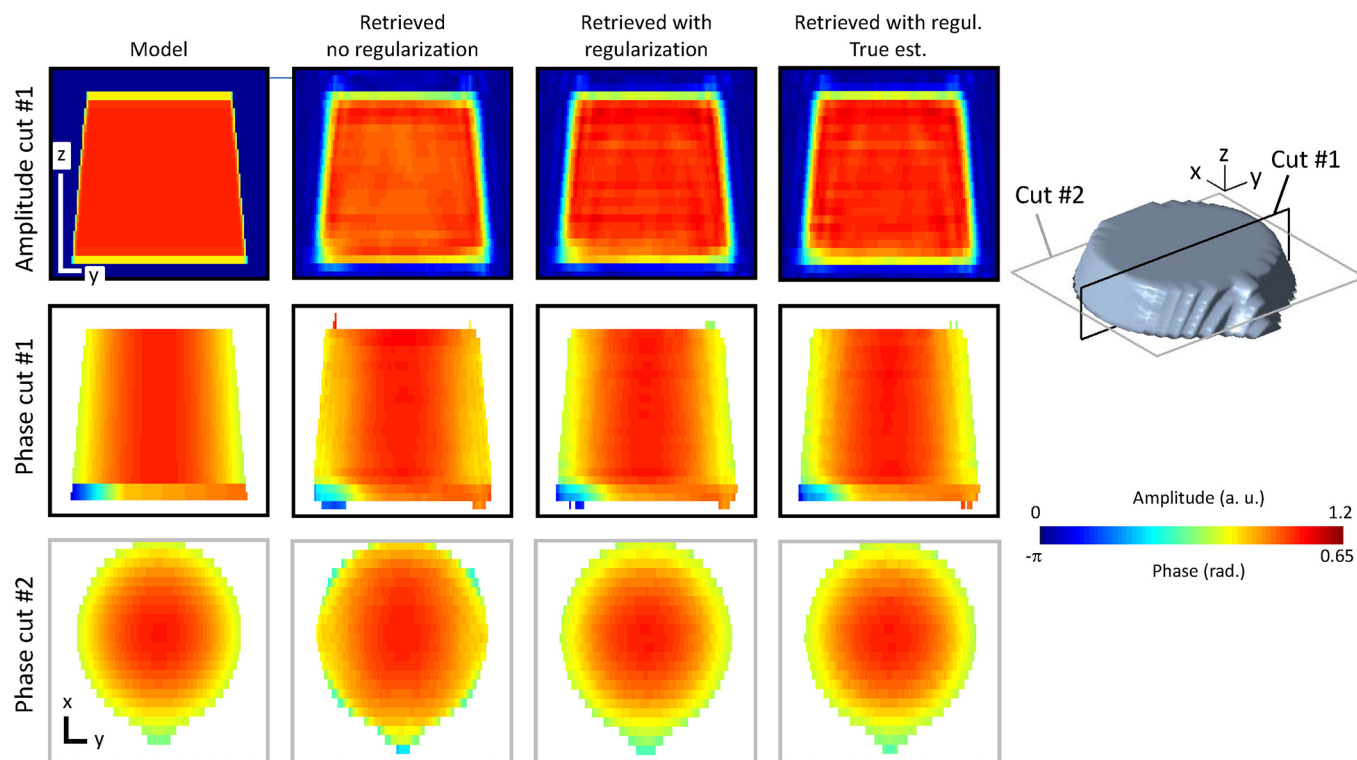 Model
Retrieved
no regularization
Retrieved with
regularization
Retrieved with regul.
True est.
Amplitude cut #1
z
y
Phase cut #1
Phase cut #2
x
y
Cut #2
x
z
y
Cut #1
Amplitude (a. u.)
0
1.2
-π
0.65
Phase (rad.)